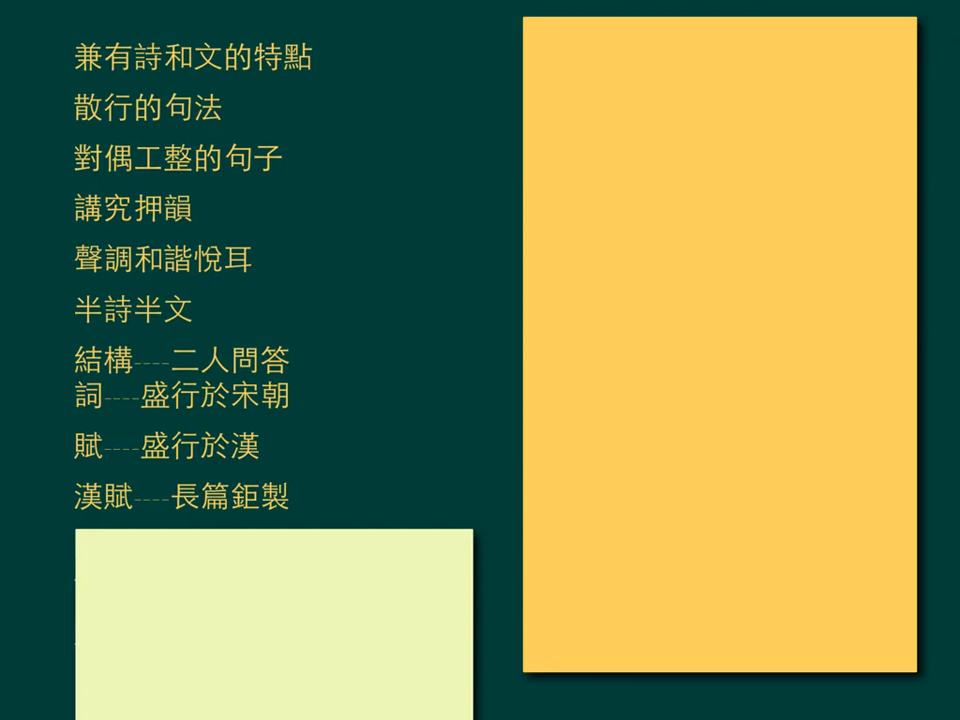 兼有詩和文的特點
散行的句法
對偶工整的句子
講究押韻
聲調和諧悅耳
半詩半文
結構----二人問答
詞----盛行於宋朝
賦----盛行於漢
漢賦----長篇鉅製